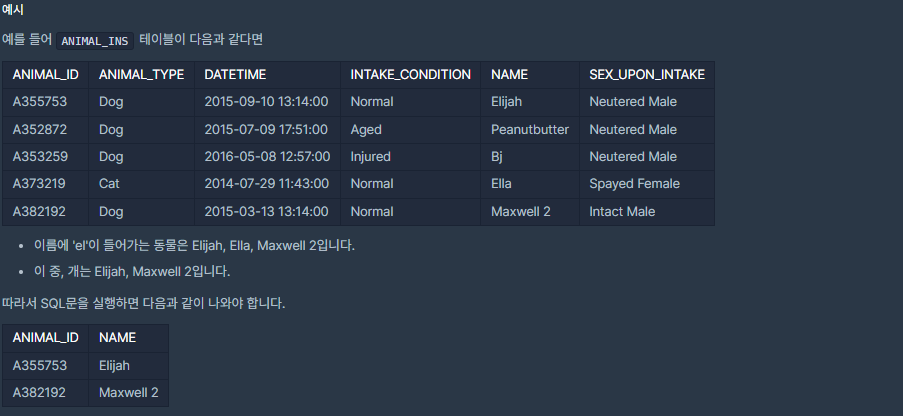 예시
예를 들어 ANIMAL_INS 테이블이 다음과 같다면
ANIMAL_ID ANIMAL_TYPE DATETIME INTAKE_CONDITION NAME SEX_UPON_INTAKE
A355753 Dog 2015-09-10 13:14:00 Normal Elijah Neutered Male
A352872 Dog 2015-07-09 17:51:00 Aged Peanutbutter Neutered Male
A353259 Dog 2016-05-08 12:57:00 Injured Bj Neutered Male
A373219 Cat 2014-07-29 11:43:00 Normal Ella Spayed Female
A382192 Dog 2015-03-13 13:14:00 Normal Maxwell 2 Intact Male
• 이름에 'el'이 들어가는 동물은 Elijah, Ella, Maxwell 2입니다.
• 이 중, 개는 Elijah, Maxwell 2입니다.
따라서 SQL문을 실행하면 다음과 같이 나와야 합니다.
ANIMAL_ID NAME
A355753 Elijah
A382192 Maxwell 2